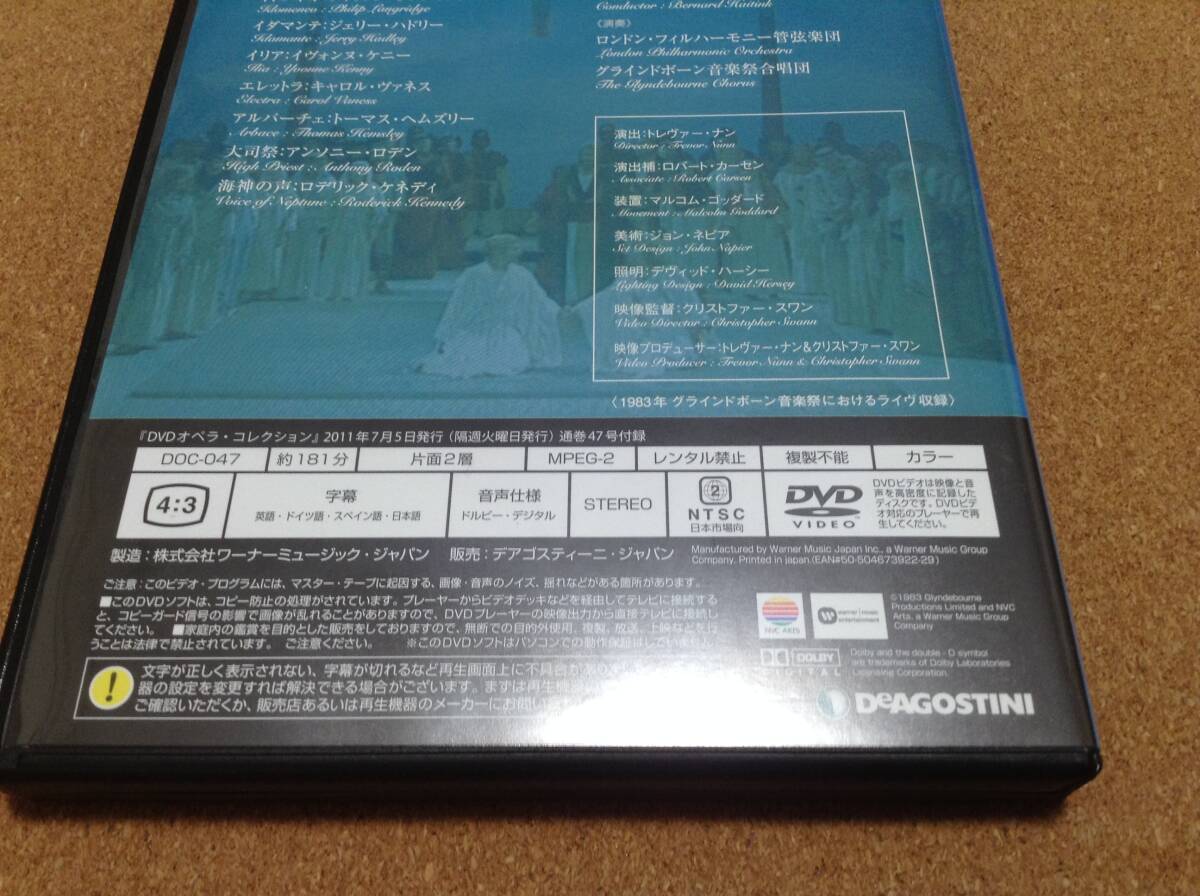 Idomeneo : Philip Langridge
イダマンテ:ジェリー・ハドリー
Idamante : Jerry Hadley
イリア:イヴォンヌ・ケニー
Ilia : Yvonne Kenny
エレットラ:キャロル・ヴァネス
Electra : Carol Vaness
アルバーチェ:トーマス・ヘムズリー
Arbace : Thomas Hemsley
大司祭:アンソニー・ロデン
High Priest : Anthony Roden
海神の声:ロデリック・ケネディ
Voice of Neptune : Roderick Kennedy
Conductor : Bernard Haitink
〈演奏〉
ロンドン・フィルハーモニー管弦楽団
London Philharmonic Orchestra
グラインドボーン音楽祭合唱団
The Glyndebourne Chorus
演出:トレヴァー・ナン
Director : Trevor Nunn
演出補:ロバート・カーセン
Associate : Robert Carsen
装置:マルコム・ゴッダード
Movement : Malcolm Goddard
美術:ジョン・ネピア
Set Design : John Napier
照明:デヴィッド・ハーシー
Lighting Design : David Hersey
映像監督:クリストファー・スワン
Video Director : Christopher Swann
映像プロデューサー:トレヴァー・ナン&クリストファー・スワン
Video Producer : Trevor Nunn & Christopher Swann
〈1983年 グラインドボーン音楽祭におけるライヴ収録〉
『DVDオペラ・コレクション』2011年7月5日発行(隔週火曜日発行)通巻47号付録
DOC-047 約181分 片面2層 MPEG-2 レンタル禁止 複製不能 カラー
4:3
字幕
英語・ドイツ語・スペイン語・日本語
音声仕様
ドルビー・デジタル
STEREO
2
NTSC
日本市場向
DVD
VIDEO
DVDビデオは映像と音
声を高密度に記録した
ディスクです。DVDビデ
オ対応のプレーヤーで再
生してください。
製造:株式会社ワーナーミュージック・ジャパン 販売:デアゴスティーニ・ジャパン
Manufactured by Warner Music Japan Inc., a Warner Music Group
Company. Printed in japan.(EAN#50-504673922-29)
ご注意:このビデオ・プログラムには、マスター・テープに起因する、画像・音声のノイズ、揺れなどがある箇所があります。
■このDVDソフトは、コピー防止の処理がされています。プレーヤーからビデオデッキなどを経由してテレビに接続する
と、コピーガード信号の影響で画像が乱れることがありますので、DVDプレーヤーの映像出力から直接テレビに接続し
てください。 ■家庭内の鑑賞を目的とした販売をしておりますので、無断での目的外使用、複製、放送、上映などを行
うことは法律で禁止されています。ご注意ください。 ※このDVDソフトはパソコンでの動作保証はしていません。
NVC ARTS
warner music
entertainment
©1983 Glyndebourne
Productions Limited and NVC
Arts. a Warner Music Group
Company
DOLBY
DIGITAL
Dolby and the double - D symbol
are trademarks of Dolby Laboratories
Licensing Corporation.
!
文字が正しく表示されない、字幕が切れるなど再生画面上に不具合があ
器の設定を変更すれば解決できる場合がございます。まずは再生機器
ご確認いただくか、販売店あるいは再生機器のメーカーにお問い
DeAGOSTINI